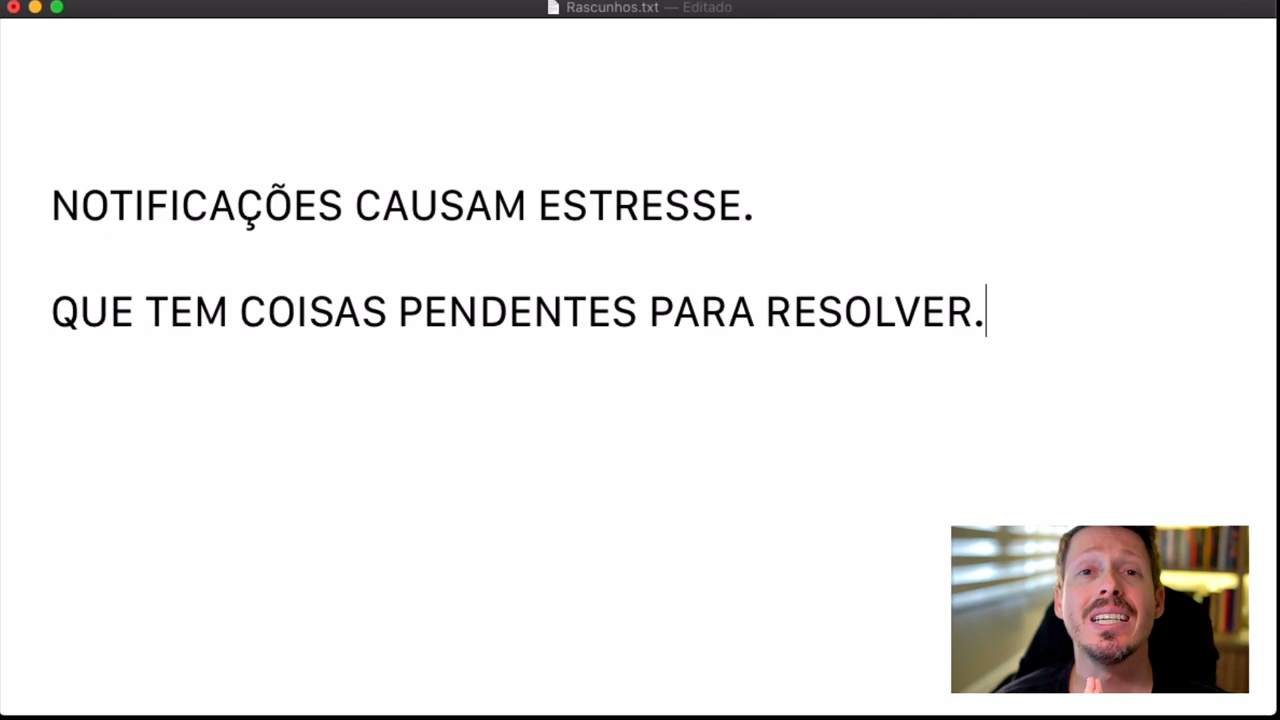 Rascunhos.txt — Editado
NOTIFICAÇÕES CAUSAM ESTRESSE.
QUE TEM COISAS PENDENTES PARA RESOLVER.